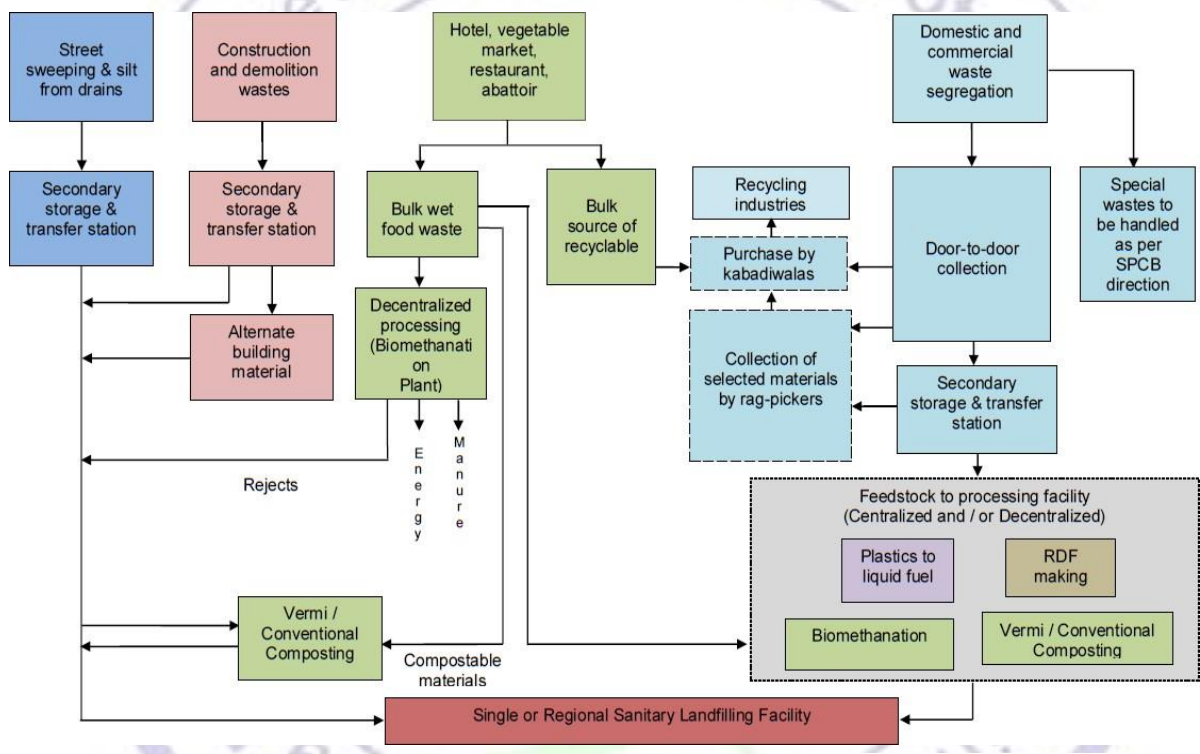 Street
sweeping & silt
from drains
Construction
and demolition
wastes
Hotel, vegetable
market,
restaurant,
abattoir
Domestic and
commercial
waste
segregation
Secondary
storage &
transfer station
Secondary
storage &
transfer station
Bulk wet
food waste
Bulk
source of
recyclable
Recycling
industries
Purchase by
kabadiwalas
Door-to-door
collection
Special
wastes to
be handled
as per
SPCB
direction
Alternate
building
material
Decentralized
processing
(Biomethanati
on
Plant)
Collection of
selected materials
by rag-pickers
Secondary
storage & transfer
station
Energy
Manure
Rejects
Feedstock to processing facility
(Centralized and / or Decentralized)
Plastics to
liquid fuel
RDF
making
Biomethanation
Vermi / Conventional
Composting
Vermi /
Conventional
Composting
Compostable
materials
Single or Regional Sanitary Landfilling Facility